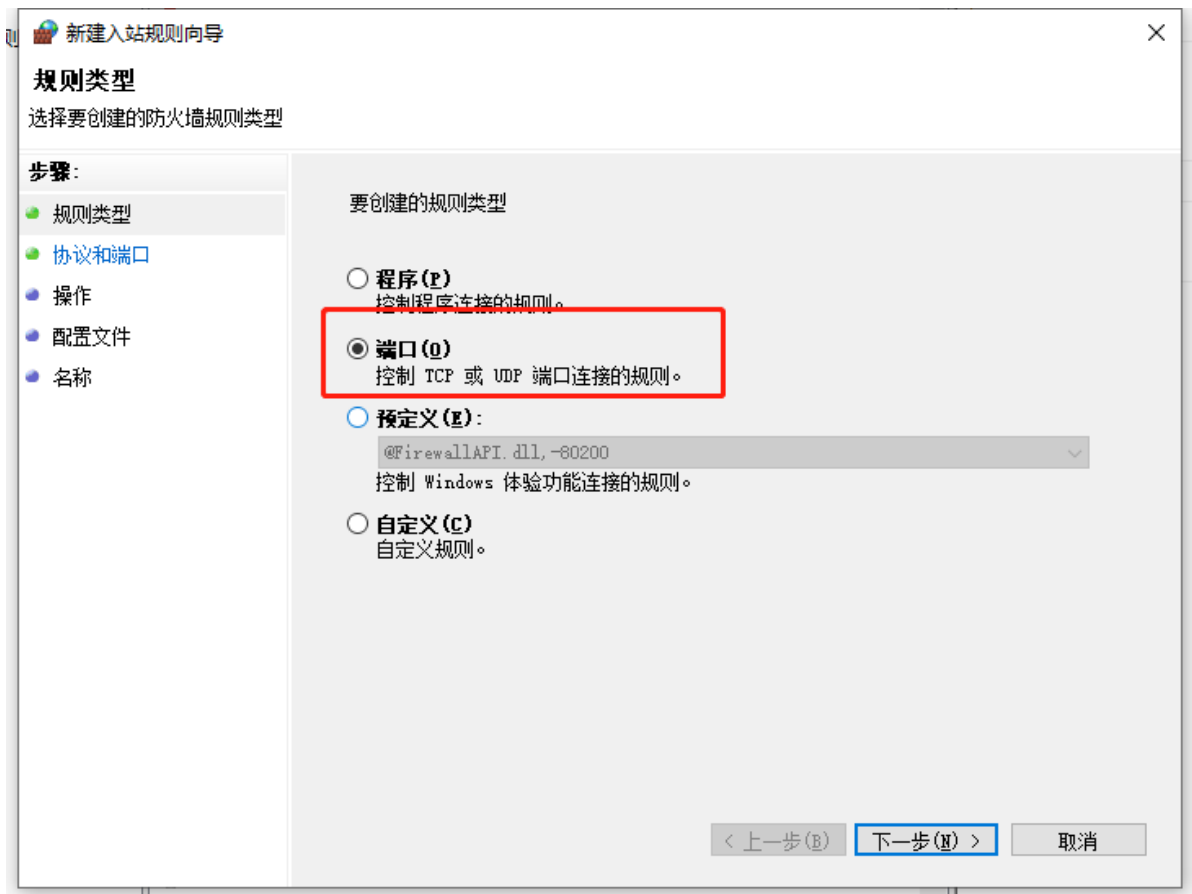 新建入站规则向导
规则类型
选择要创建的防火墙规则类型
步骤:
规则类型
协议和端口
操作
配置文件
名称
要创建的规则类型
程序(P)
控制程序连接的规则。
端口(O)
控制 TCP 或 UDP 端口连接的规则。
预定义(E):
@FirewallAPI.dll,-80200
控制 Windows 体验功能连接的规则。
自定义(C)
自定义规则。
< 上一步(B)
下一步(N) >
取消